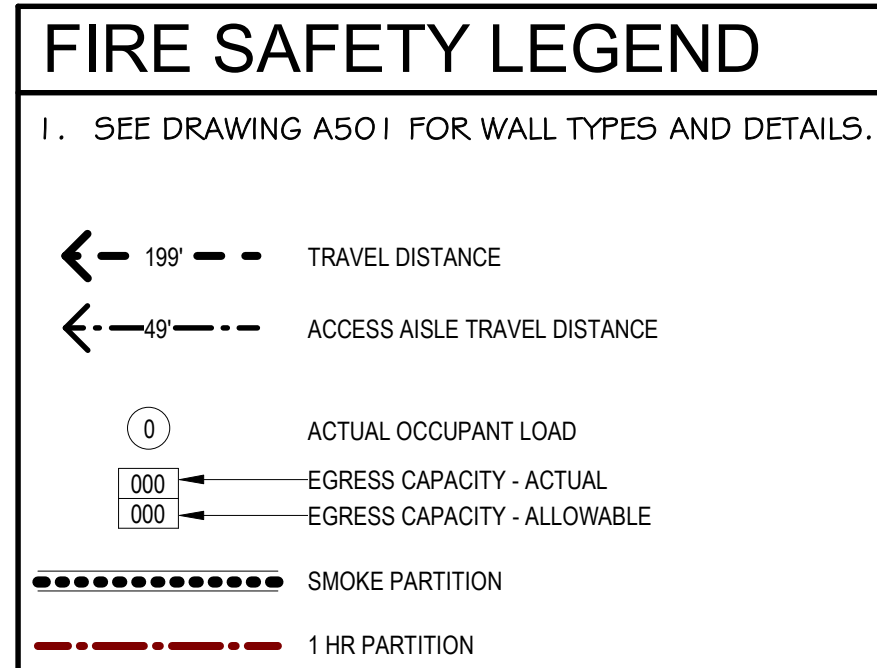 FIRE SAFETY LEGEND
1. SEE DRAWING A501 FOR WALL TYPES AND DETAILS.
199' TRAVEL DISTANCE
49' ACCESS AISLE TRAVEL DISTANCE
0 ACTUAL OCCUPANT LOAD
000 EGRESS CAPACITY - ACTUAL
000 EGRESS CAPACITY - ALLOWABLE
SMOKE PARTITION
1 HR PARTITION